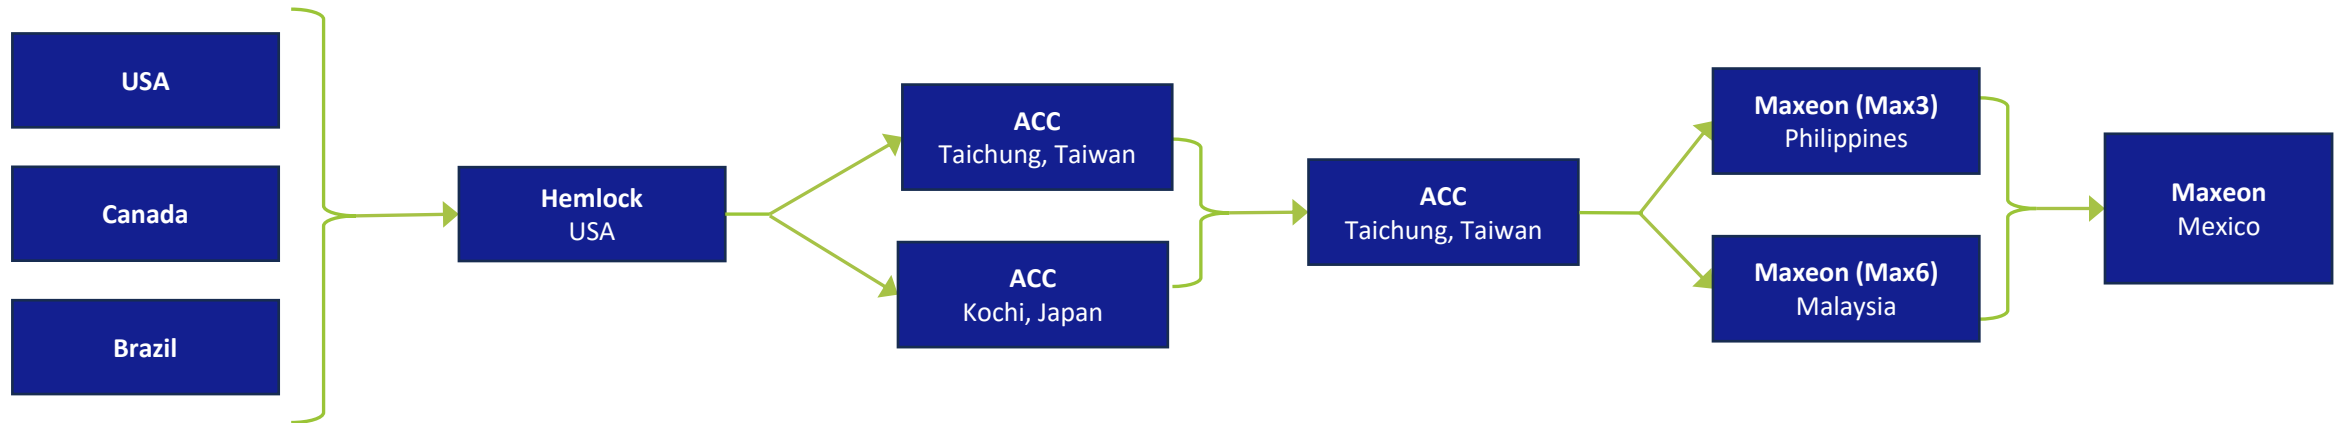 USA
Canada
Brazil
Hemlock
USA
ACC
Taichung, Taiwan
ACC
Kochi, Japan
ACC
Taichung, Taiwan
Maxeon (Max3)
Philippines
Maxeon (Max6)
Malaysia
Maxeon
Mexico